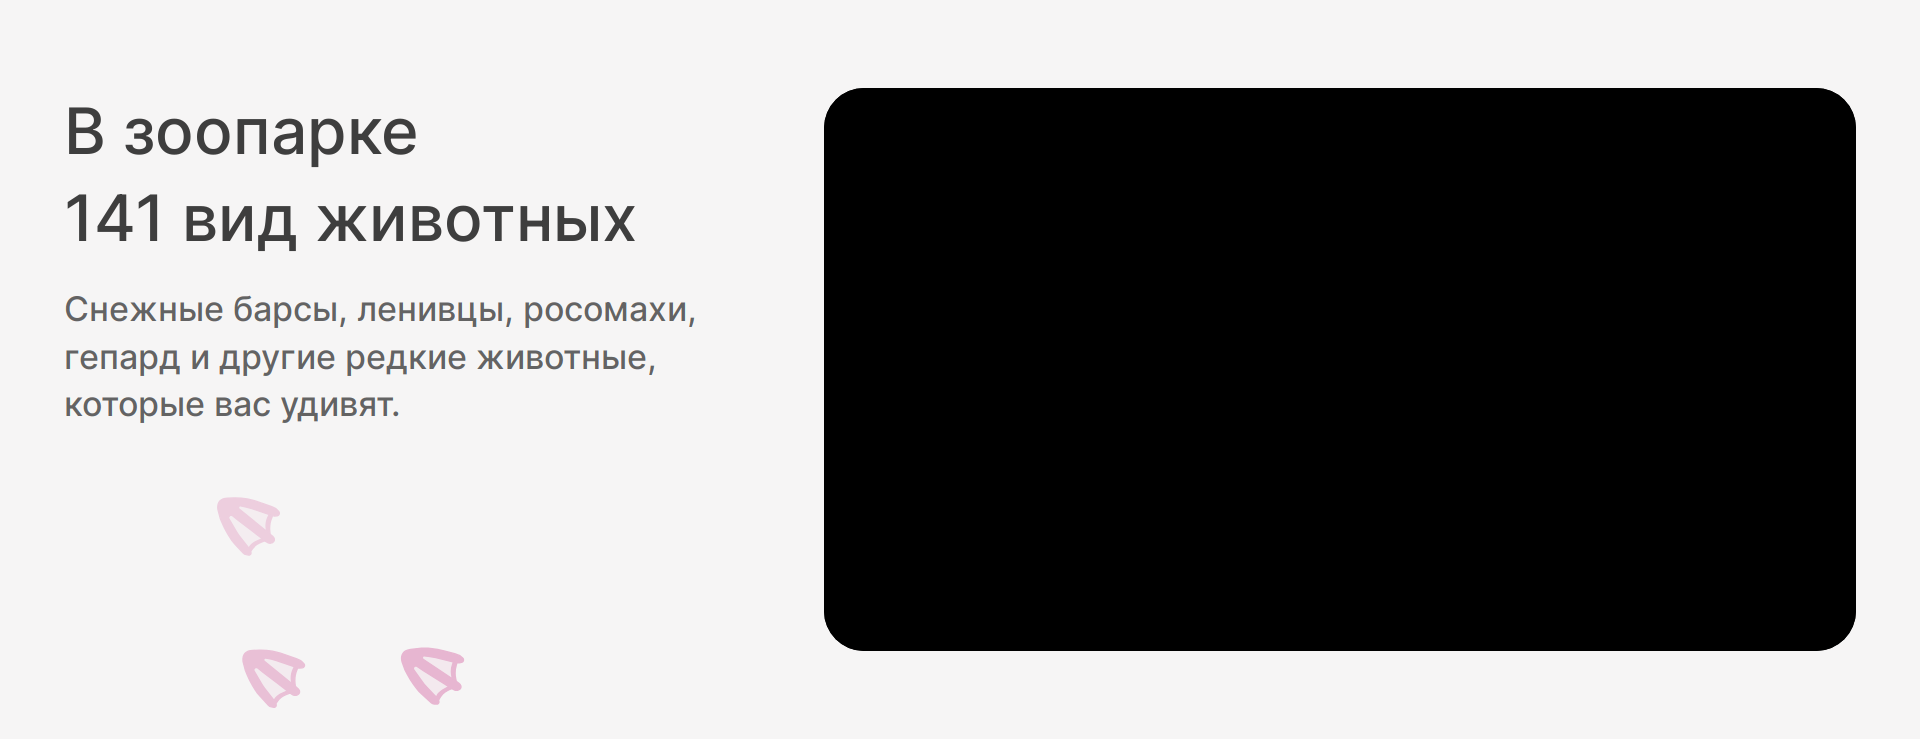 В зоопарке
141 вид животных
Снежные барсы, ленивцы, росомахи,
гепард и другие редкие животные,
которые вас удивят.